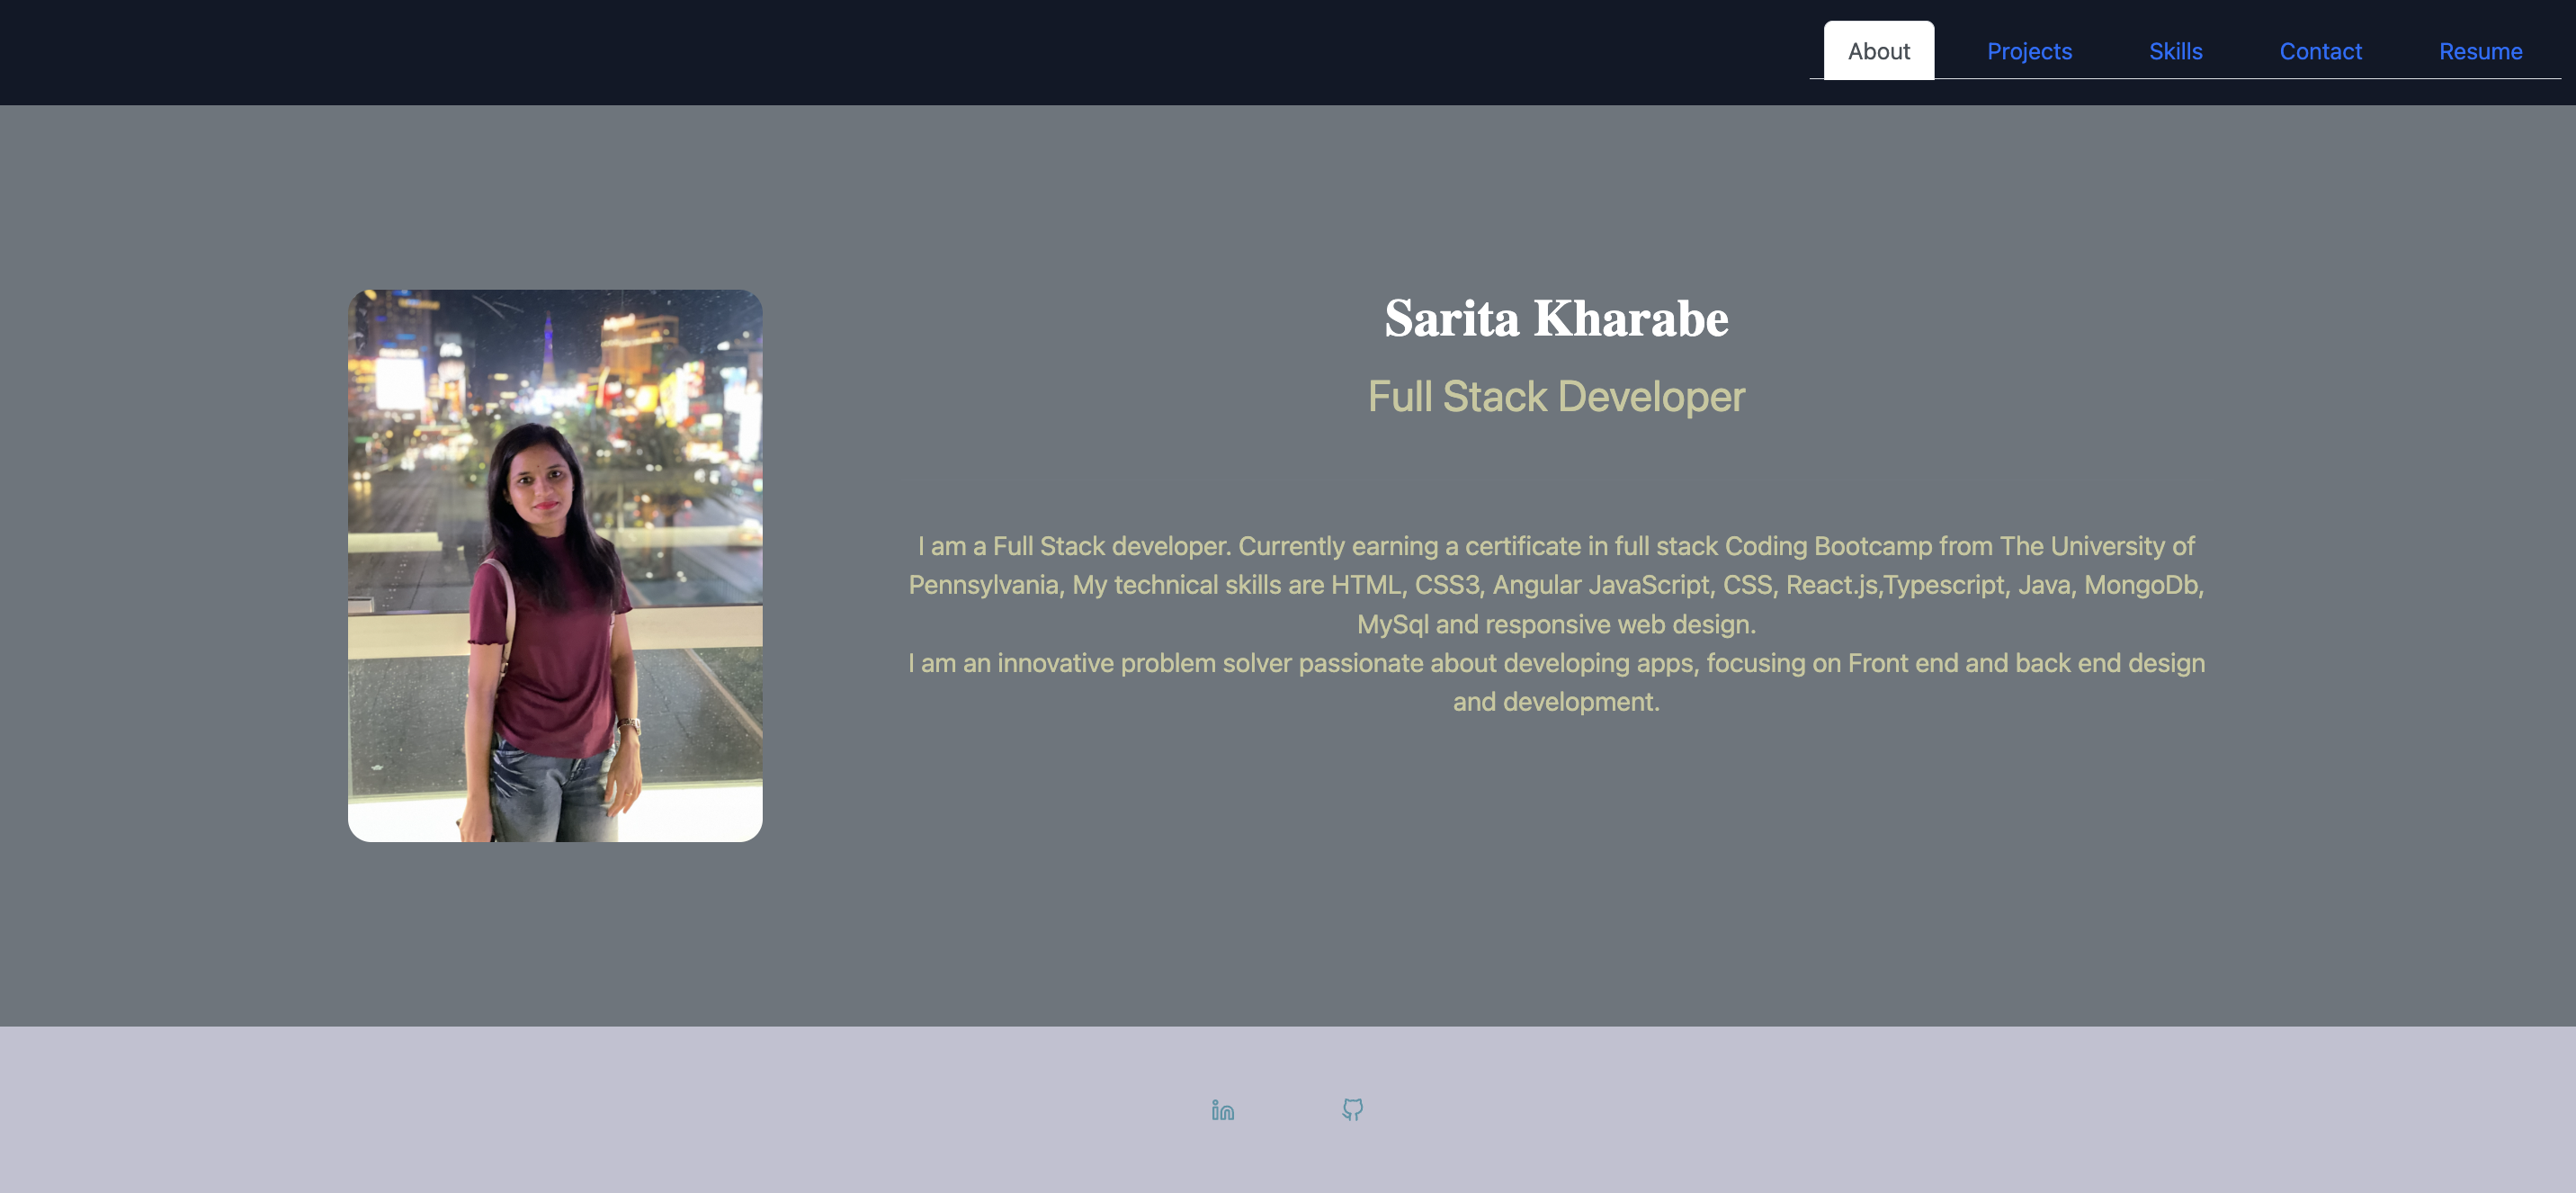 About Projects Skills Contact Resume
Sarita Kharabe
Full Stack Developer
I am a Full Stack developer. Currently earning a certificate in full stack Coding Bootcamp from The University of
Pennsylvania, My technical skills are HTML, CSS3, Angular JavaScript, CSS, React.js,Typescript, Java, MongoDb,
MySql and responsive web design.
I am an innovative problem solver passionate about developing apps, focusing on Front end and back end design
and development.